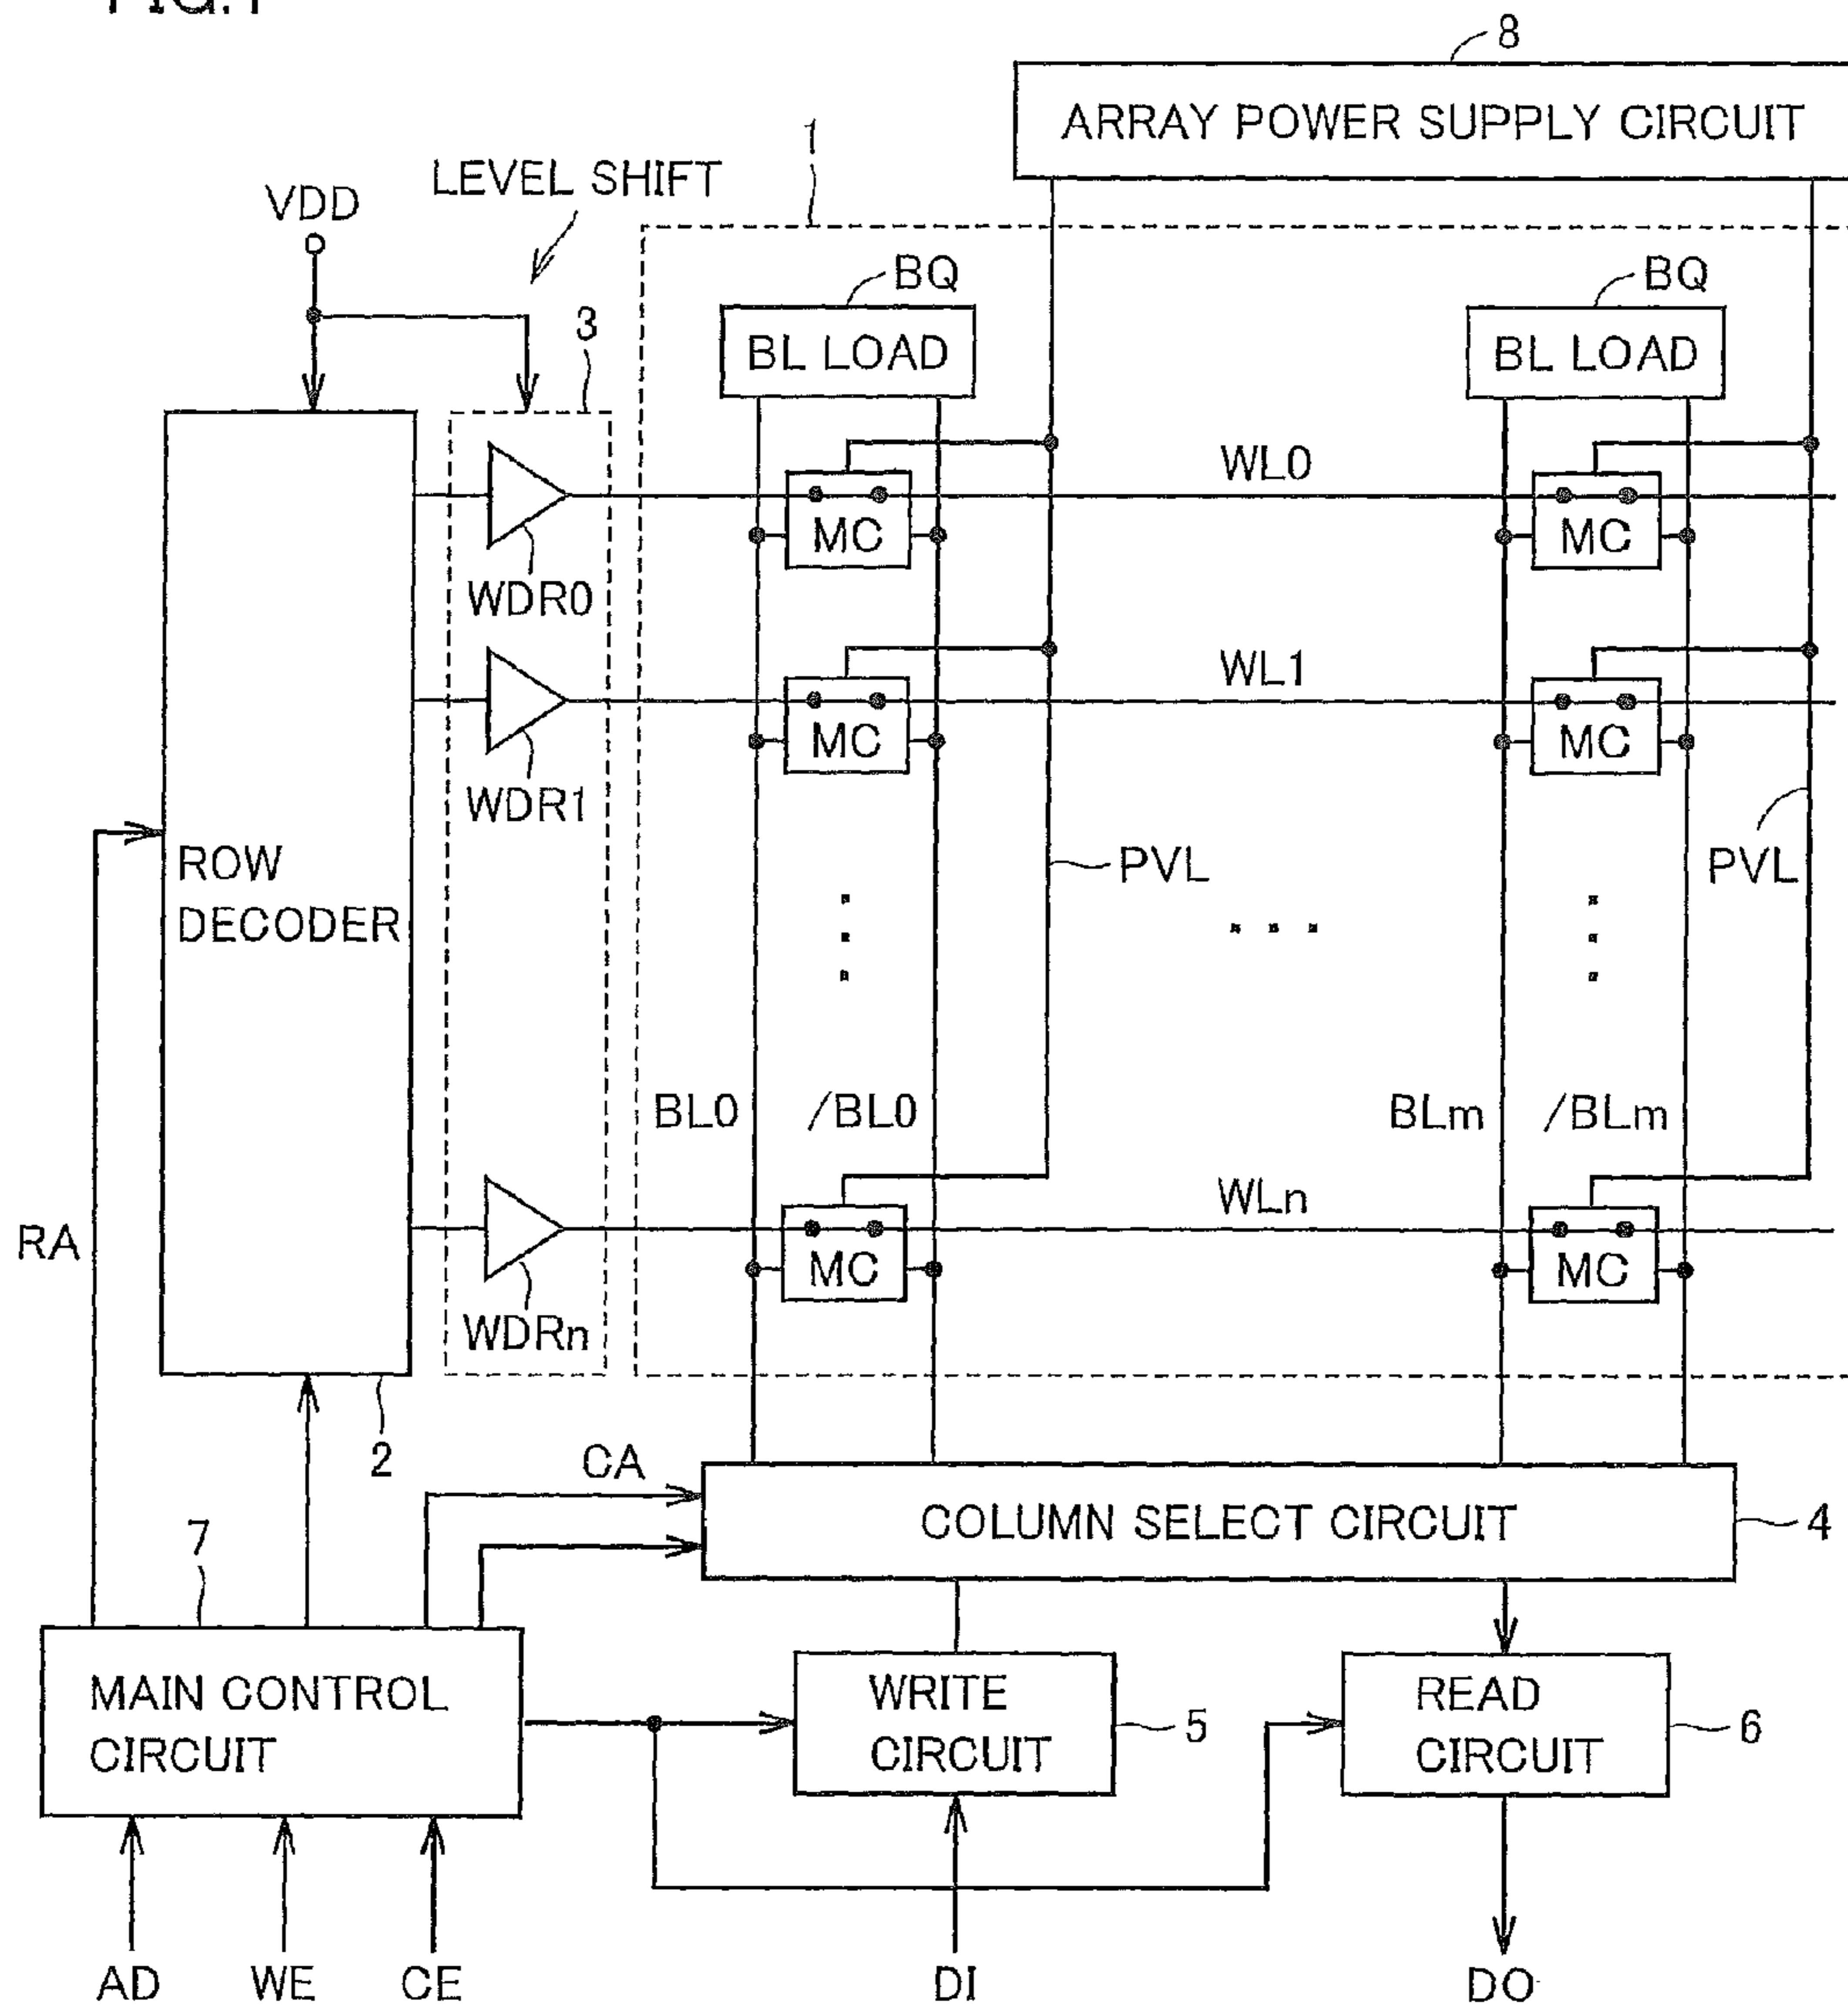 8
ARRAY POWER SUPPLY CIRCUIT
1
LEVEL SHIFT
VDD
BQ
BQ
3
BL LOAD
BL LOAD
WL0
MC
MC
WDR0
WL1
MC
MC
WDR1
ROW
DECODER
PVL
PVL
BL0
/BL0
BLm
/BLm
WLn
RA
MC
MC
WDRn
2
CA
COLUMN SELECT CIRCUIT
4
7
MAIN CONTROL
CIRCUIT
WRITE
CIRCUIT
5
READ
CIRCUIT
6
AD
WE
CE
DI
DO